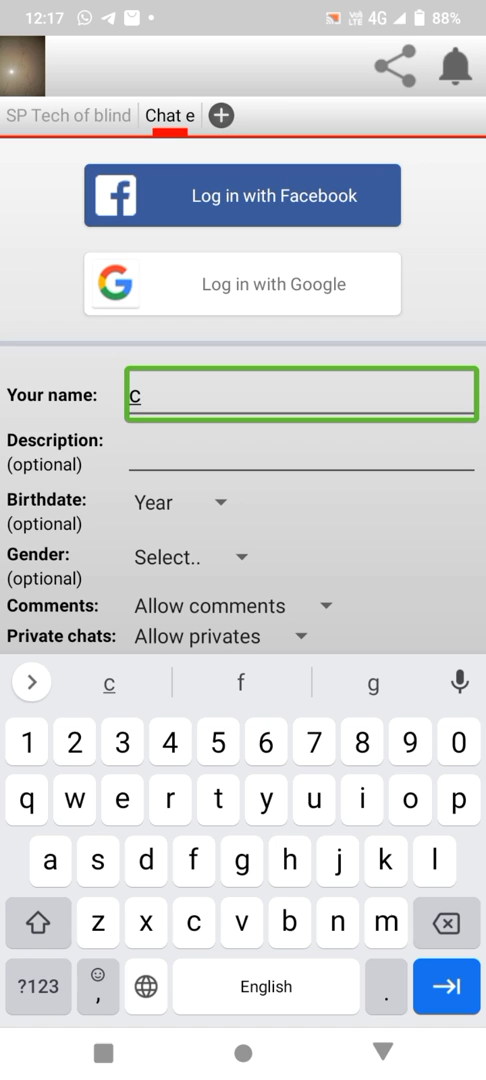 12:17 VoLTE 4G 88%
SP Tech of blind Chat e
Log in with Facebook
Log in with Google
Your name: c
Description:
(optional)
Birthdate: Year
(optional)
Gender: Select..
(optional)
Comments: Allow comments
Private chats: Allow privates
c f g
1 2 3 4 5 6 7 8 9 0
q w e r t y u i o p
a s d f g h j k l
z x c v b n m
?123 , English .